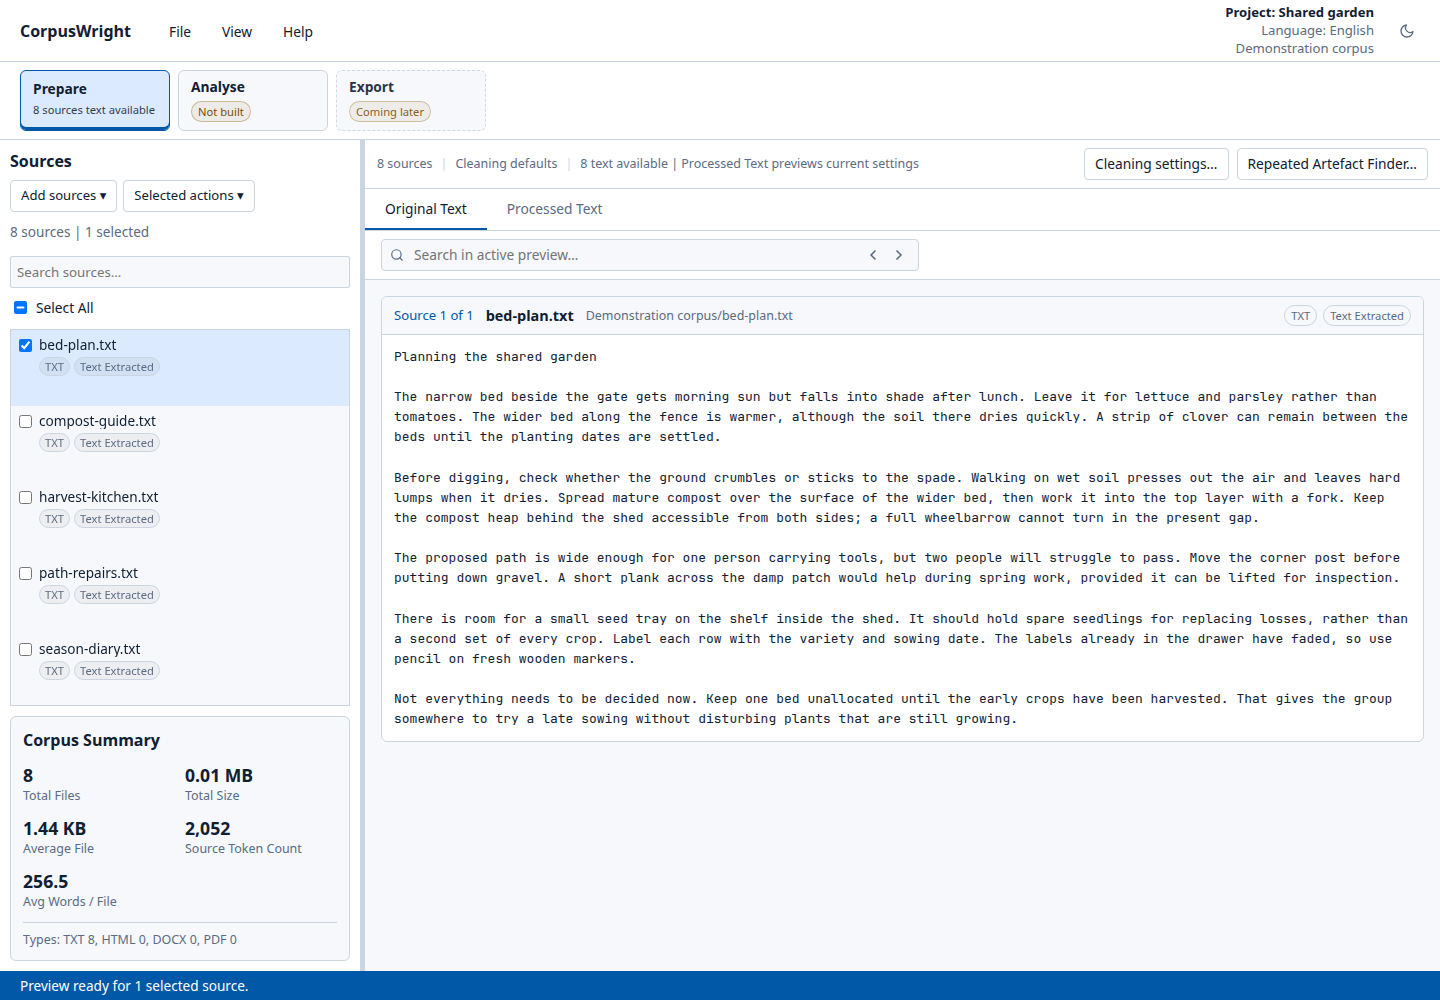 CorpusWright File View Help
Project: Shared garden
Language: English
Demonstration corpus
Prepare
8 sources text available
Analyse
Not built
Export
Coming later
Sources
Add sources ▾ Selected actions ▾
8 sources | 1 selected
Search sources...
Select All
bed-plan.txt
TXT Text Extracted
compost-guide.txt
TXT Text Extracted
harvest-kitchen.txt
TXT Text Extracted
path-repairs.txt
TXT Text Extracted
season-diary.txt
TXT Text Extracted
Corpus Summary
8
Total Files
0.01 MB
Total Size
1.44 KB
Average File
2,052
Source Token Count
256.5
Avg Words / File
Types: TXT 8, HTML 0, DOCX 0, PDF 0
8 sources | Cleaning defaults | 8 text available | Processed Text previews current settings
Cleaning settings... Repeated Artefact Finder...
Original Text Processed Text
Search in active preview...
Source 1 of 1 bed-plan.txt Demonstration corpus/bed-plan.txt TXT Text Extracted
Planning the shared garden
The narrow bed beside the gate gets morning sun but falls into shade after lunch. Leave it for lettuce and parsley rather than
tomatoes. The wider bed along the fence is warmer, although the soil there dries quickly. A strip of clover can remain between the
beds until the planting dates are settled.
Before digging, check whether the ground crumbles or sticks to the spade. Walking on wet soil presses out the air and leaves hard
lumps when it dries. Spread mature compost over the surface of the wider bed, then work it into the top layer with a fork. Keep
the compost heap behind the shed accessible from both sides; a full wheelbarrow cannot turn in the present gap.
The proposed path is wide enough for one person carrying tools, but two people will struggle to pass. Move the corner post before
putting down gravel. A short plank across the damp patch would help during spring work, provided it can be lifted for inspection.
There is room for a small seed tray on the shelf inside the shed. It should hold spare seedlings for replacing losses, rather than
a second set of every crop. Label each row with the variety and sowing date. The labels already in the drawer have faded, so use
pencil on fresh wooden markers.
Not everything needs to be decided now. Keep one bed unallocated until the early crops have been harvested. That gives the group
somewhere to try a late sowing without disturbing plants that are still growing.
Preview ready for 1 selected source.